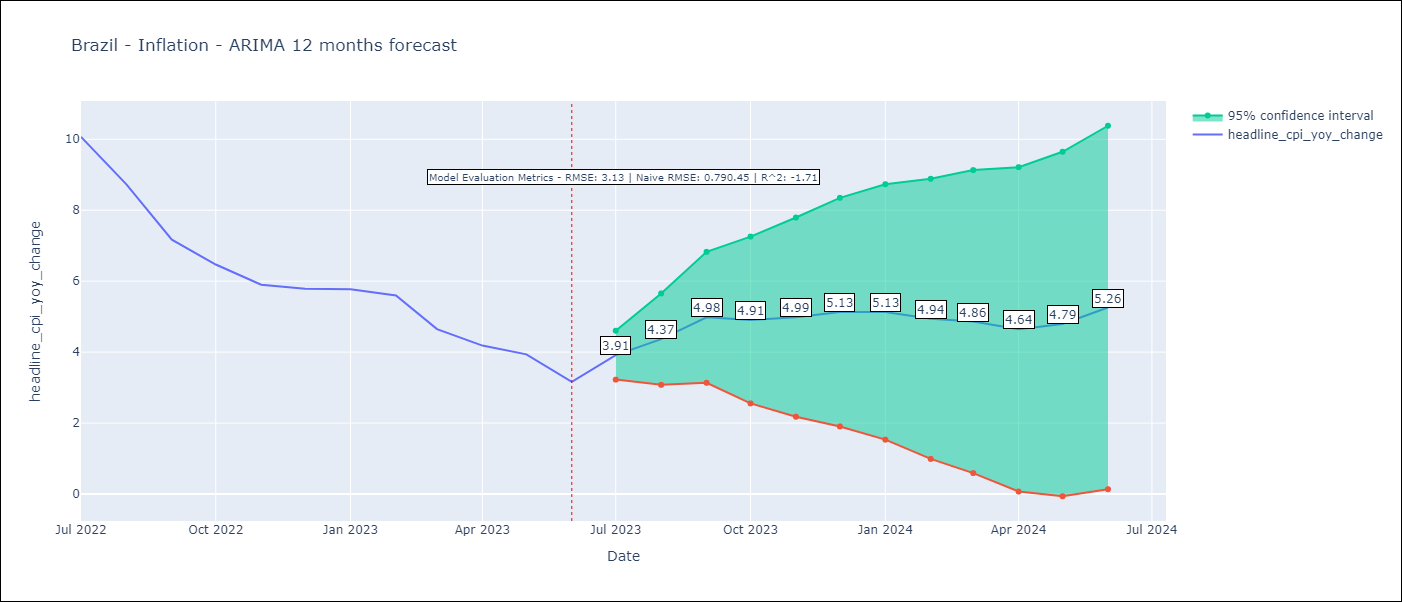 Brazil - Inflation - ARIMA 12 months forecast
95% confidence interval
headline_cpi_yoy_change
Model Evaluation Metrics - RMSE: 3.13 | Naive RMSE: 0.790.45 | R^2: -1.71
headline_cpi_yoy_change
10
8
6
4
2
0
3.91
4.37
4.98
4.91
4.99
5.13
5.13
4.94
4.86
4.64
4.79
5.26
Jul 2022
Oct 2022
Jan 2023
Apr 2023
Jul 2023
Oct 2023
Jan 2024
Apr 2024
Jul 2024
Date